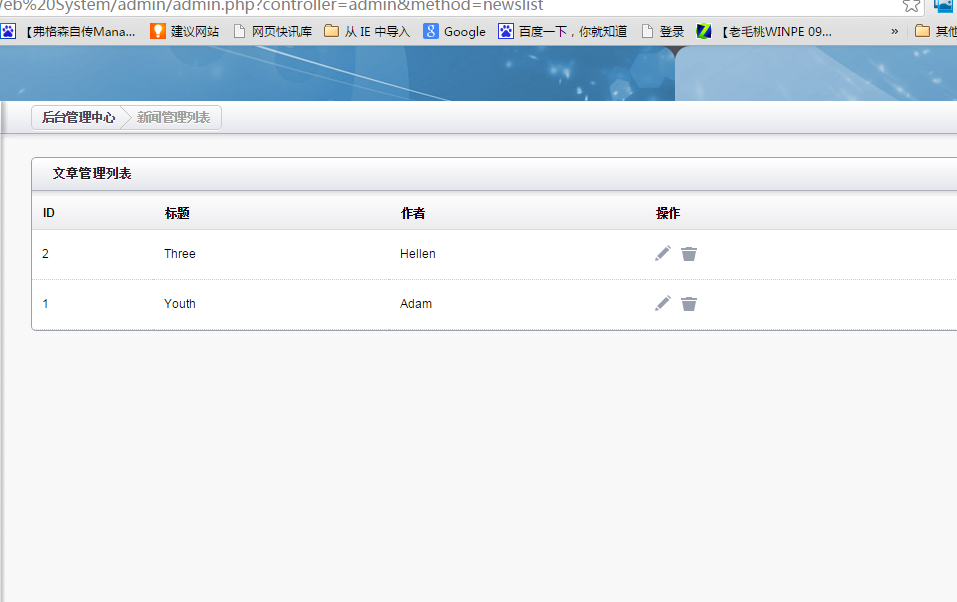 /eb%20System/admin/admin.php?controller=admin&method=newslist
【弗格森自传Mana... 建议网站 网页快讯库 从 IE 中导入 Google 百度一下，你就知道 登录 【老毛桃WINPE 09... » 其他
后台管理中心 新闻管理列表
文章管理列表
ID 标题 作者 操作
2 Three Hellen
1 Youth Adam